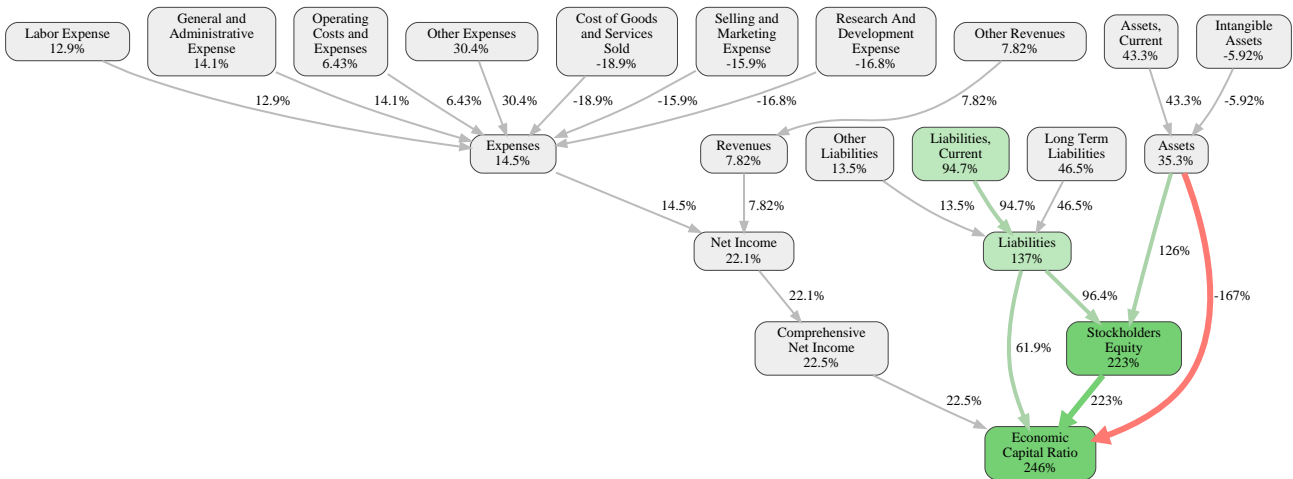 Labor Expense
12.9%
General and
Administrative
Expense
14.1%
Operating
Costs and
Expenses
6.43%
Other Expenses
30.4%
Cost of Goods
and Services
Sold
-18.9%
Selling and
Marketing
Expense
-15.9%
Research And
Development
Expense
-16.8%
Other Revenues
7.82%
Assets,
Current
43.3%
Intangible
Assets
-5.92%
12.9%
14.1%
6.43%
30.4%
-18.9%
-15.9%
-16.8%
7.82%
43.3%
-5.92%
Expenses
14.5%
Revenues
7.82%
Other
Liabilities
13.5%
Liabilities,
Current
94.7%
Long Term
Liabilities
46.5%
Assets
35.3%
14.5%
7.82%
13.5%
94.7%
46.5%
Net Income
22.1%
Liabilities
137%
126%
22.1%
96.4%
-167%
Comprehensive
Net Income
22.5%
61.9%
Stockholders
Equity
223%
22.5%
223%
Economic
Capital Ratio
246%